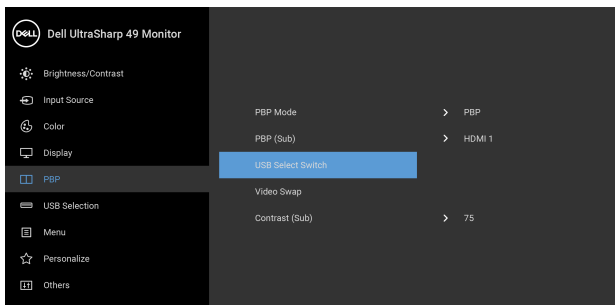 DELL Dell UltraSharp 49 Monitor
Brightness/Contrast
Input Source
Color
Display
PBP
USB Selection
Menu
Personalize
Others
PBP Mode > PBP
PBP (Sub) > HDMI 1
USB Select Switch
Video Swap
Contrast (Sub) > 75